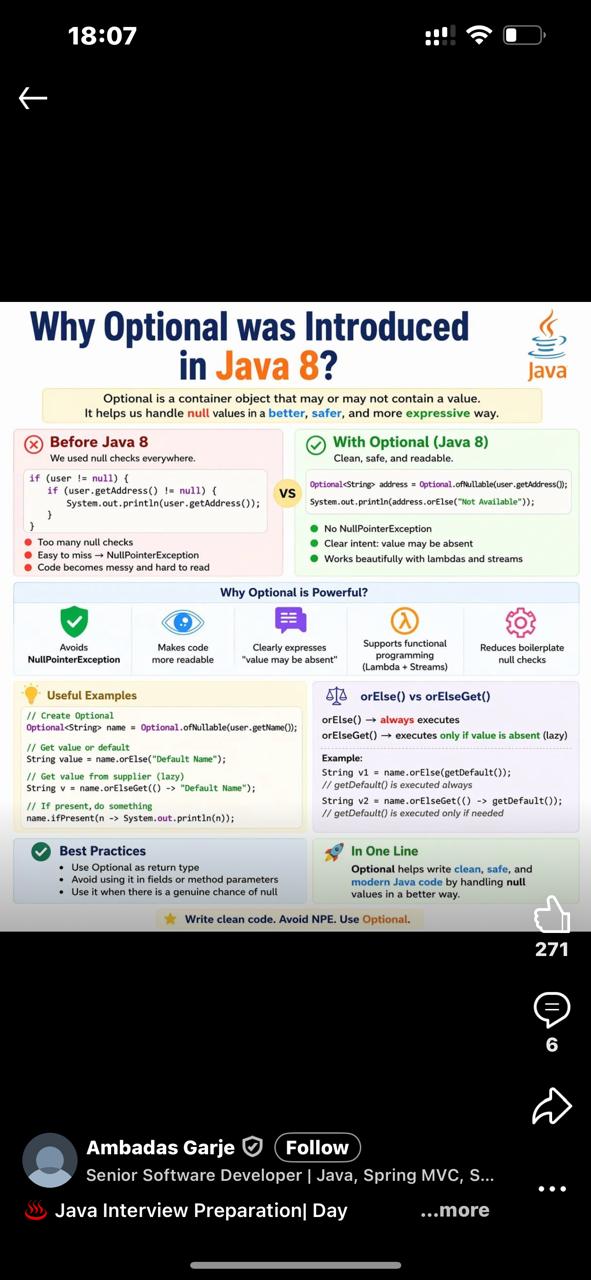 18:07
Why Optional was Introduced
in Java 8?
Java
Optional is a container object that may or may not contain a value.
It helps us handle null values in a better, safer, and more expressive way.
Before Java 8
We used null checks everywhere.
if (user != null) {
if (user.getAddress() != null) {
System.out.println(user.getAddress());
}
}
Too many null checks
Easy to miss → NullPointerException
Code becomes messy and hard to read
VS
With Optional (Java 8)
Clean, safe, and readable.
Optional<String> address = Optional.ofNullable(user.getAddress());
System.out.println(address.orElse("Not Available"));
No NullPointerException
Clear intent: value may be absent
Works beautifully with lambdas and streams
Why Optional is Powerful?
Avoids
NullPointerException
Makes code
more readable
Clearly expresses
"value may be absent"
Supports functional
programming
(Lambda + Streams)
Reduces boilerplate
null checks
Useful Examples
// Create Optional
Optional<String> name = Optional.ofNullable(user.getName());
// Get value or default
String value = name.orElse("Default Name");
// Get value from supplier (lazy)
String v = name.orElseGet(() -> "Default Name");
// If present, do something
name.ifPresent(n -> System.out.println(n));
orElse() vs orElseGet()
orElse() → always executes
orElseGet() → executes only if value is absent (lazy)
Example:
String v1 = name.orElse(getDefault());
// getDefault() is executed always
String v2 = name.orElseGet(() -> getDefault());
// getDefault() is executed only if needed
Best Practices
• Use Optional as return type
• Avoid using it in fields or method parameters
• Use it when there is a genuine chance of null
In One Line
Optional helps write clean, safe, and
modern Java code by handling null
values in a better way.
Write clean code. Avoid NPE. Use Optional.
271
6
Ambadas Garje
Follow
Senior Software Developer | Java, Spring MVC, S...
Java Interview Preparation| Day
...more